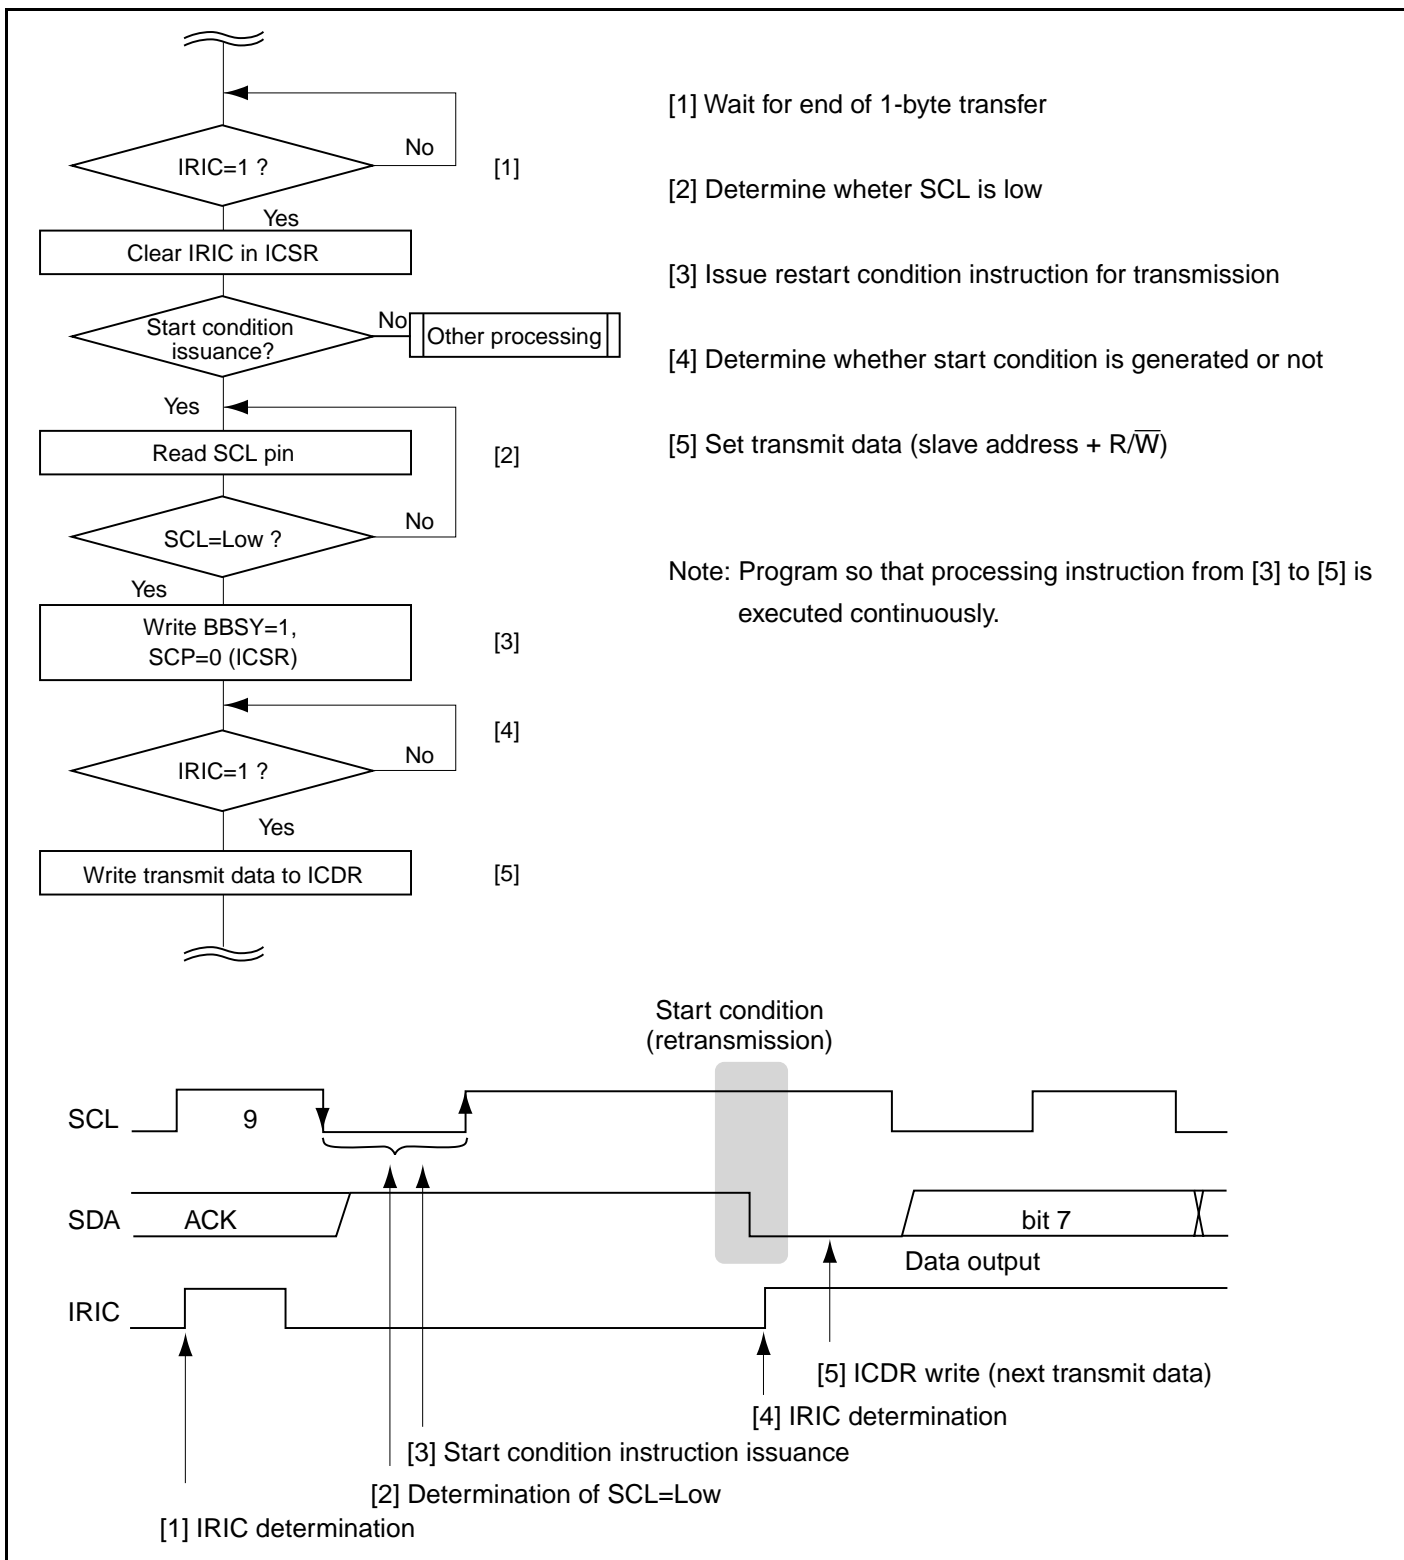 IRIC=1 ?
No
[1]
Yes
Clear IRIC in ICSR
Start condition
issuance?
No
Other processing
Yes
Read SCL pin
[2]
SCL=Low ?
No
Yes
Write BBSY=1,
SCP=0 (ICSR)
[3]
[4]
IRIC=1 ?
No
Yes
Write transmit data to ICDR
[5]
[1] Wait for end of 1-byte transfer
[2] Determine wheter SCL is low
[3] Issue restart condition instruction for transmission
[4] Determine whether start condition is generated or not
[5] Set transmit data (slave address + R/W̅)
Note: Program so that processing instruction from [3] to [5] is
executed continuously.
Start condition
(retransmission)
SCL
9
SDA
ACK
bit 7
Data output
IRIC
[5] ICDR write (next transmit data)
[4] IRIC determination
[3] Start condition instruction issuance
[2] Determination of SCL=Low
[1] IRIC determination